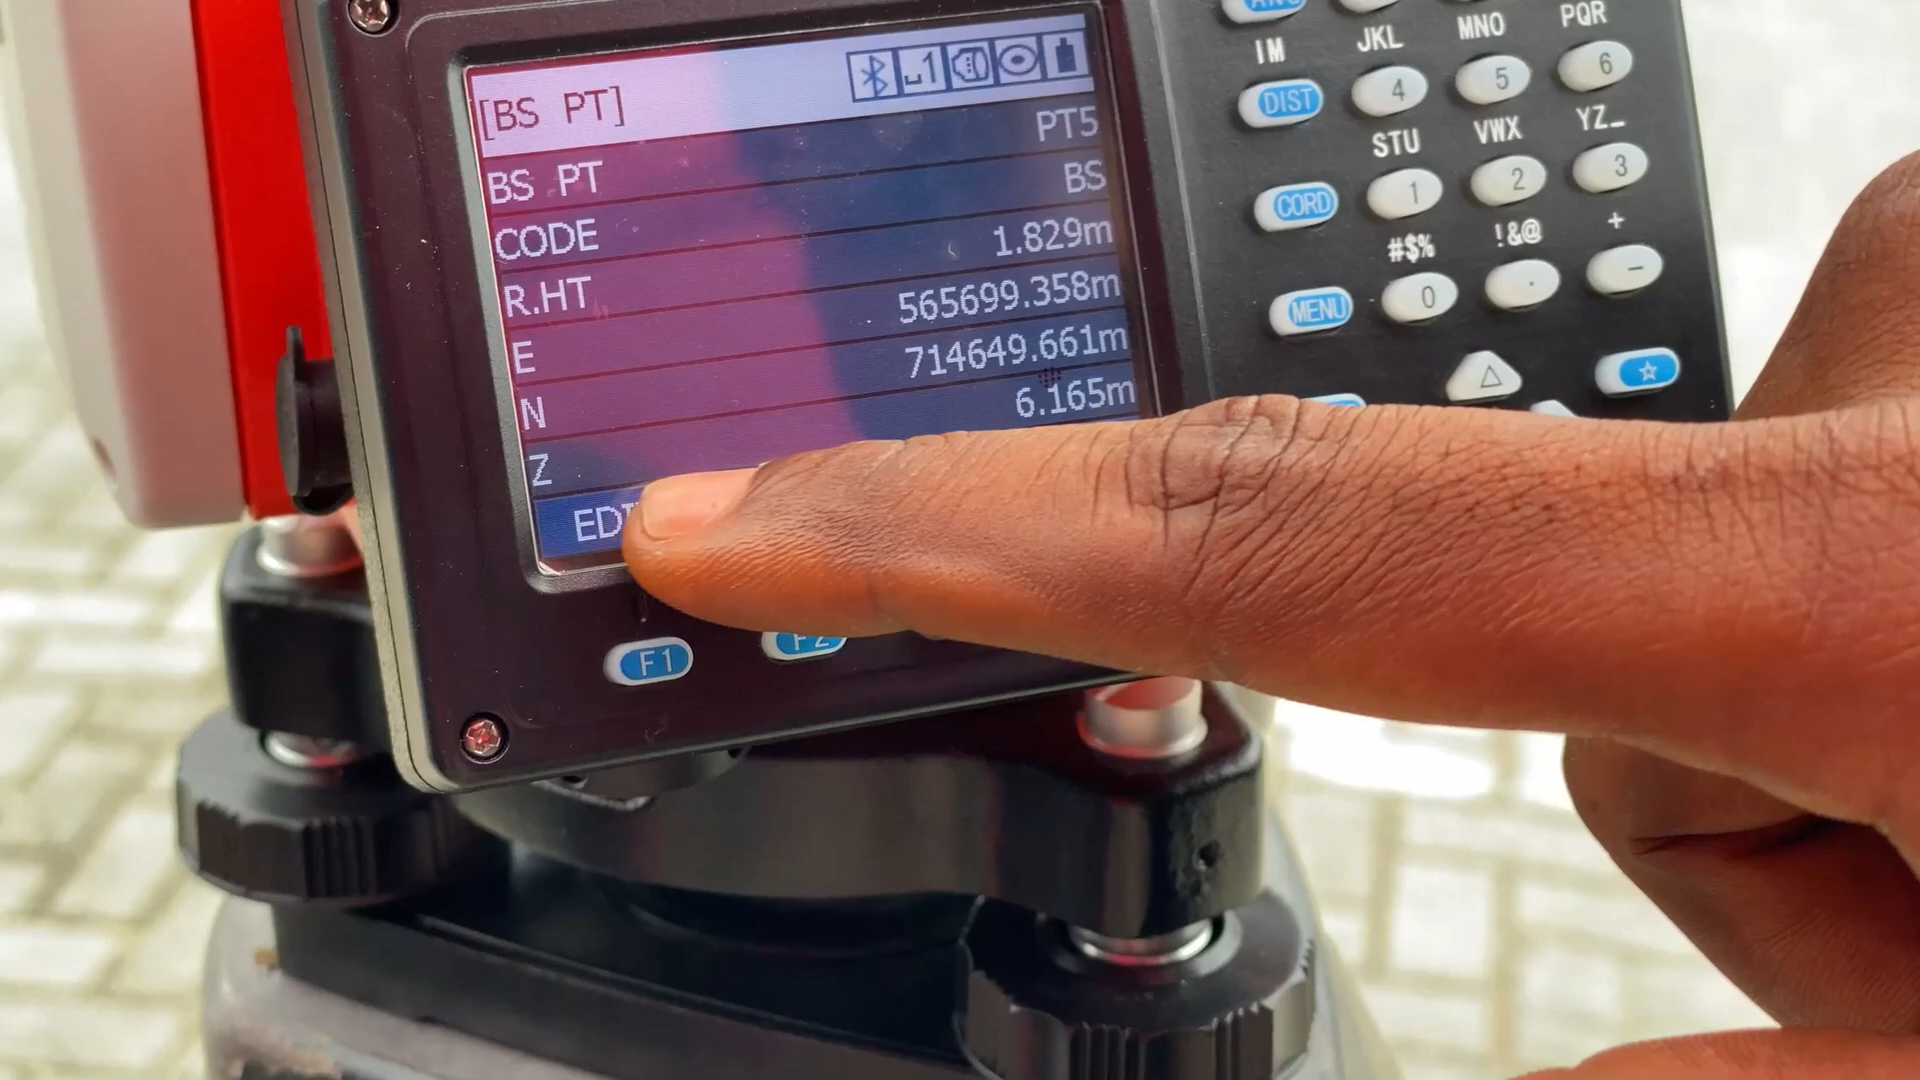 [BS PT] 1
BS PT PT5
CODE BS
R.HT 1.829m
E 565699.358m
N 714649.661m
Z 6.165m
F1
PQR
MNO
JKL
IM
DIST 4 5 6
STU VWX YZ_
CORD 1 2 3
#$% !&@ +
MENU 0 . -